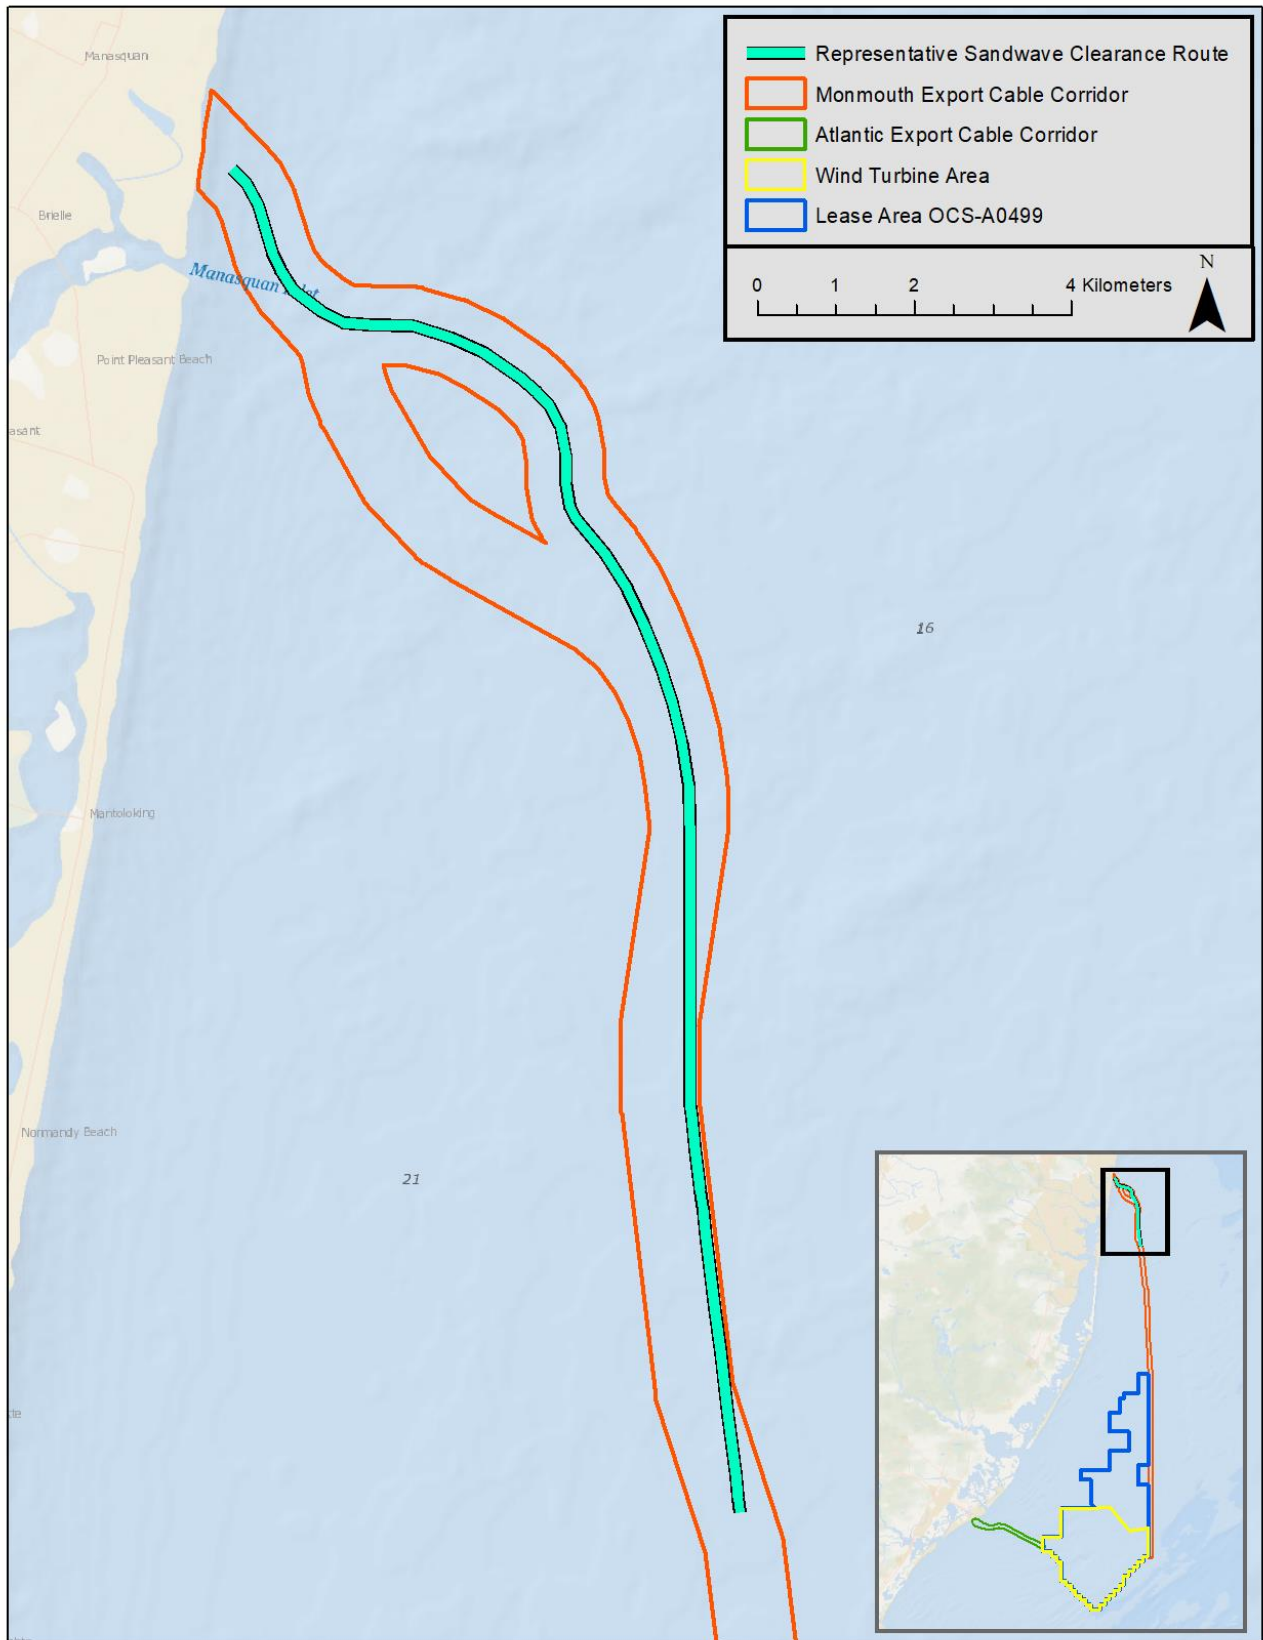 Manasquan
Representative Sandwave Clearance Route
Monmouth Export Cable Corridor
Atlantic Export Cable Corridor
Wind Turbine Area
Lease Area OCS-A0499
Brielle
Manasquan Inlet
N
0 1 2 4 Kilometers
Point Pleasant Beach
asant
16
Mantoloking
Normandy Beach
21